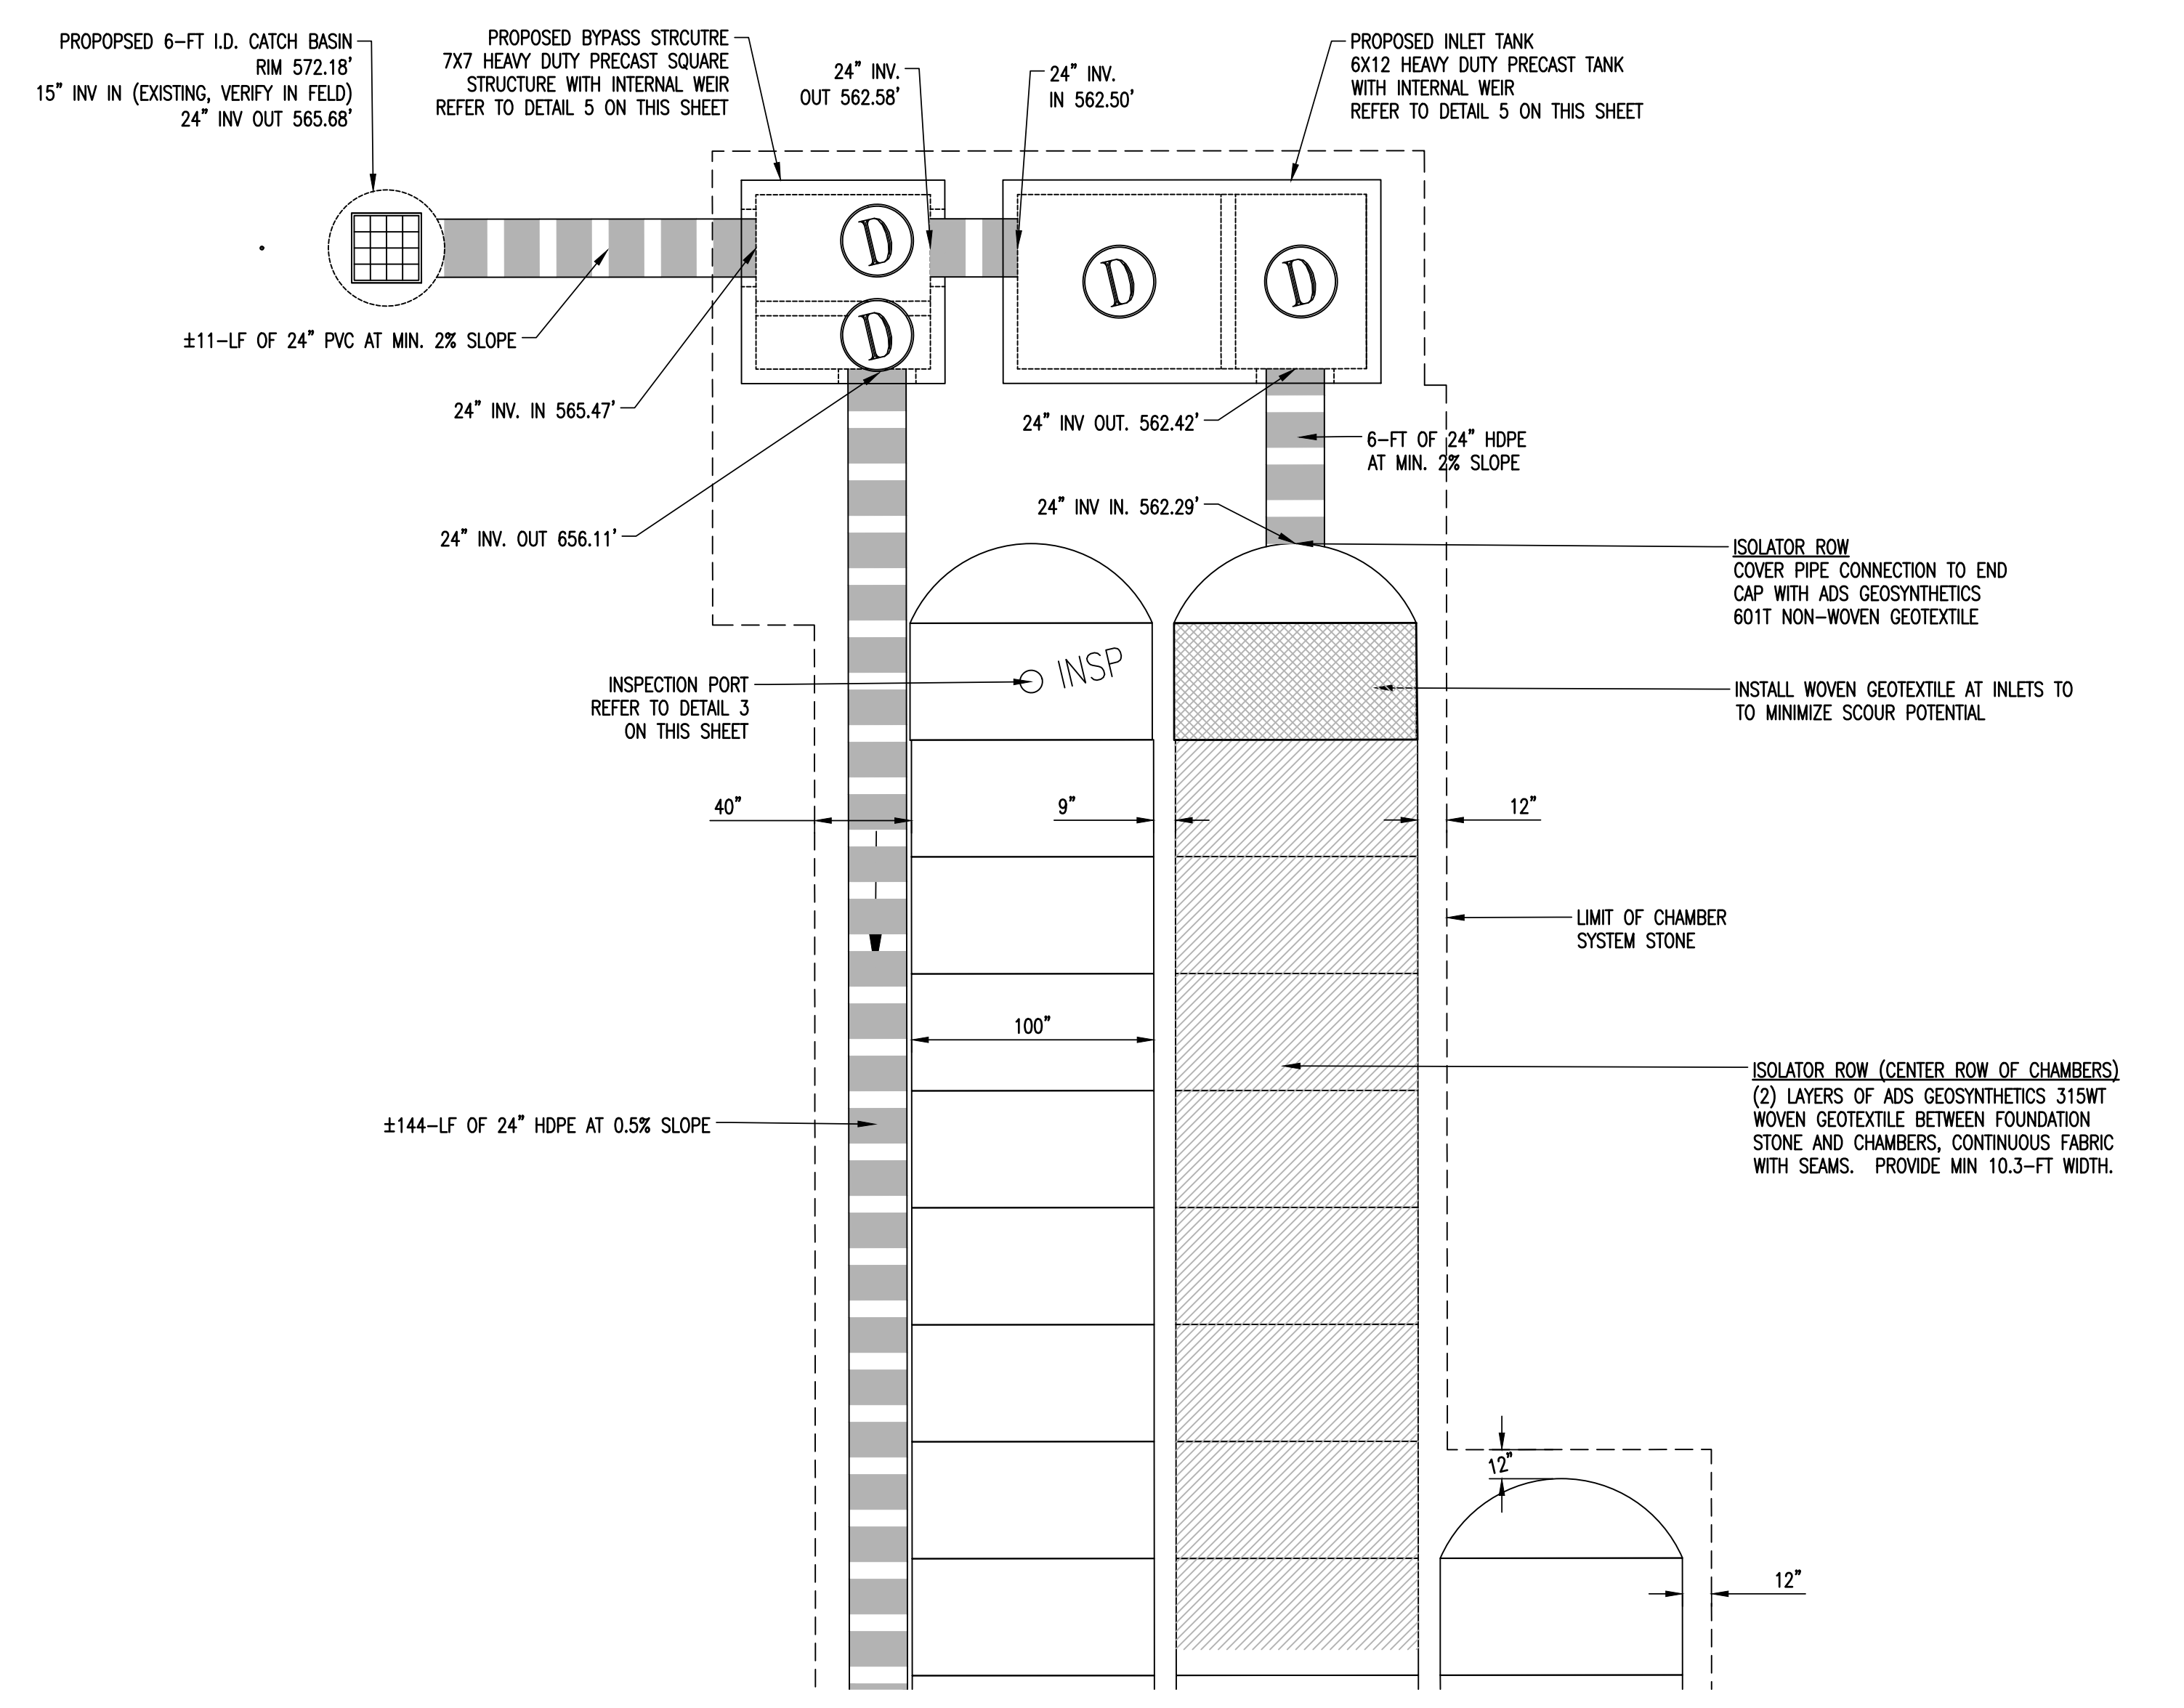 PROPOPSED 6-FT I.D. CATCH BASIN
RIM 572.18'
15" INV IN (EXISTING, VERIFY IN FELD)
24" INV OUT 565.68'
PROPOSED BYPASS STRCUTRE
7X7 HEAVY DUTY PRECAST SQUARE
STRUCTURE WITH INTERNAL WEIR
REFER TO DETAIL 5 ON THIS SHEET
24" INV.
OUT 562.58'
24" INV.
IN 562.50'
PROPOSED INLET TANK
6X12 HEAVY DUTY PRECAST TANK
WITH INTERNAL WEIR
REFER TO DETAIL 5 ON THIS SHEET
D
D
D
D
±11-LF OF 24" PVC AT MIN. 2% SLOPE
24" INV. IN 565.47'
24" INV OUT. 562.42'
6-FT OF 24" HDPE
AT MIN. 2% SLOPE
24" INV IN. 562.29'
24" INV. OUT 656.11'
ISOLATOR ROW
COVER PIPE CONNECTION TO END
CAP WITH ADS GEOSYNTHETICS
601T NON-WOVEN GEOTEXTILE
INSPECTION PORT
REFER TO DETAIL 3
ON THIS SHEET
INSP
INSTALL WOVEN GEOTEXTILE AT INLETS TO
TO MINIMIZE SCOUR POTENTIAL
40"
9"
12"
LIMIT OF CHAMBER
SYSTEM STONE
100"
ISOLATOR ROW (CENTER ROW OF CHAMBERS)
(2) LAYERS OF ADS GEOSYNTHETICS 315WT
WOVEN GEOTEXTILE BETWEEN FOUNDATION
STONE AND CHAMBERS, CONTINUOUS FABRIC
WITH SEAMS. PROVIDE MIN 10.3-FT WIDTH.
±144-LF OF 24" HDPE AT 0.5% SLOPE
12"
12"